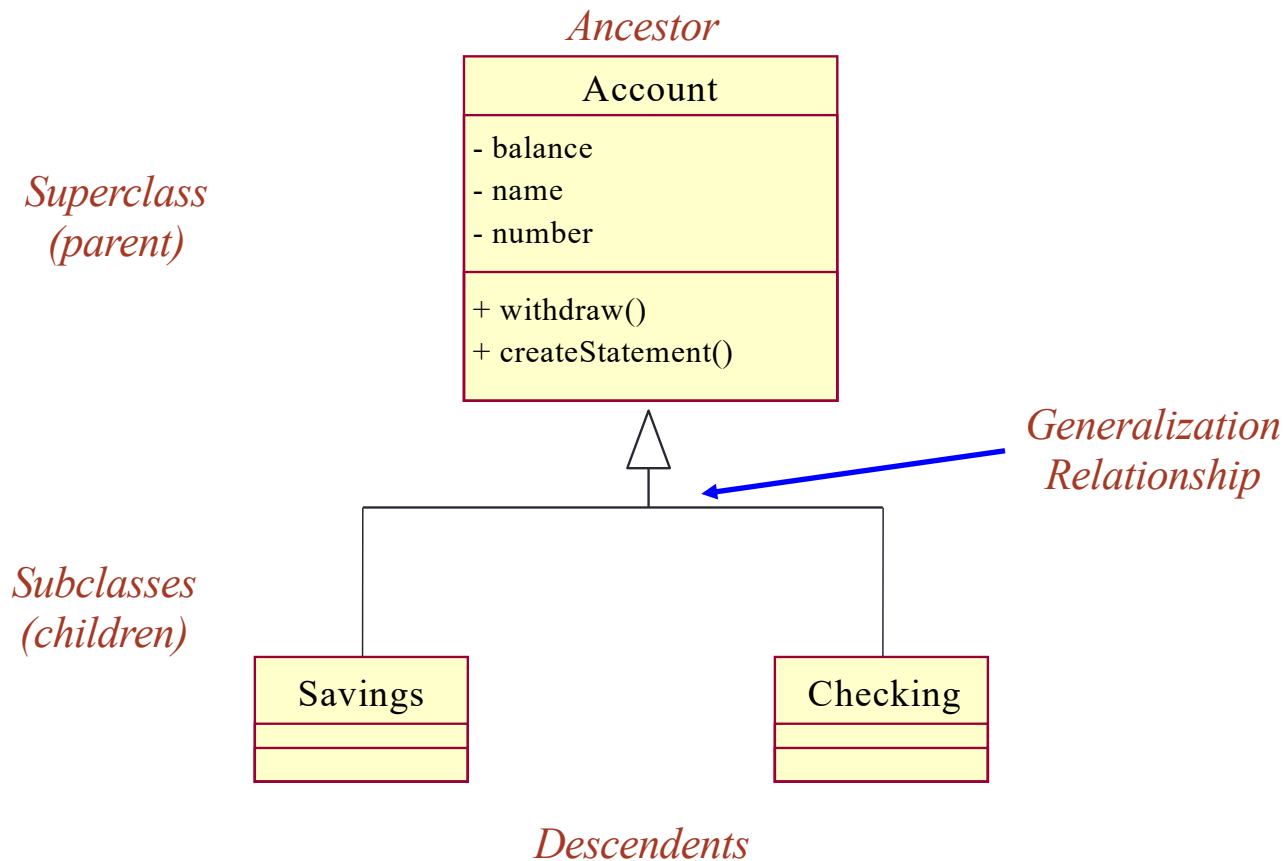 Ancestor
Account
- balance
- name
- number
+ withdraw()
+ createStatement()
Superclass
(parent)
Generalization
Relationship
Subclasses
(children)
Savings
Checking
Descendents